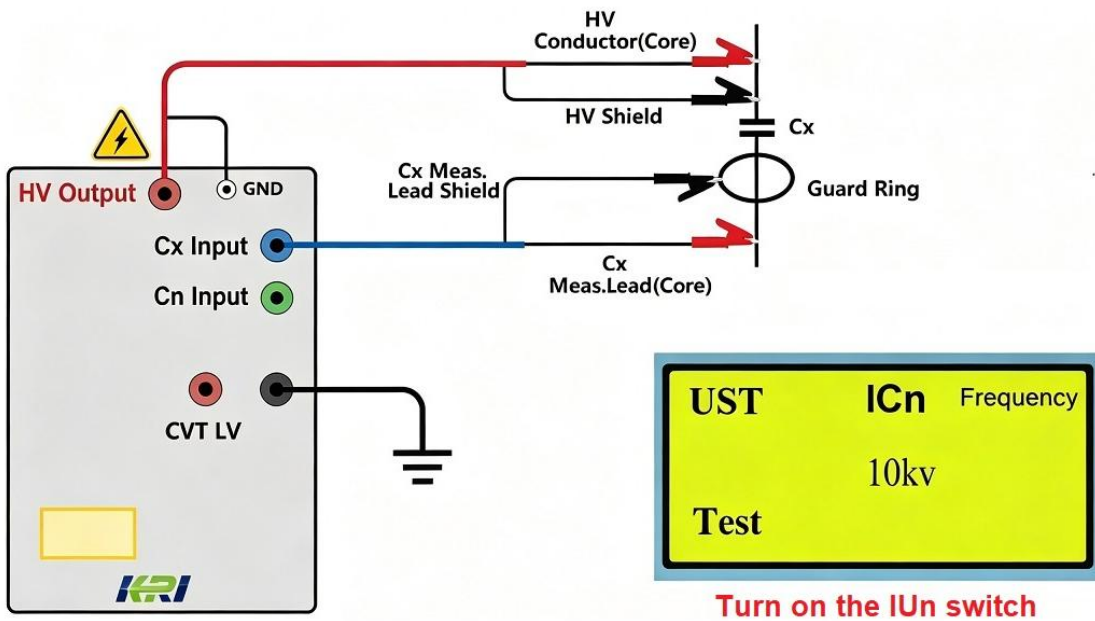 HV
Conductor(Core)
HV Shield
Cx
Cx Meas.
Lead Shield
Guard Ring
Cx
Meas.Lead(Core)
HV Output
GND
Cx Input
Cn Input
CVT LV
KRI
UST ICn Frequency
10kv
Test
Turn on the IUn switch